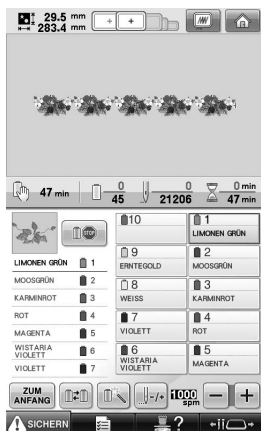 29.5 mm
283.4 mm
47 min
0
45
0
21206
0 min
47 min
STOP
LIMONEN GRÜN 1
MOOSGRÜN 2
KARMINROT 3
ROT 4
MAGENTA 5
WISTARIA
VIOLETT 6
VIOLETT 7
10
1
LIMONEN GRÜN
9
ERNTEGOLD
2
MOOSGRÜN
8
WEISS
3
KARMINROT
7
VIOLETT
4
ROT
6
WISTARIA
VIOLETT
5
MAGENTA
ZUM
ANFANG
-/+
1000
spm
-
+
SICHERN
?